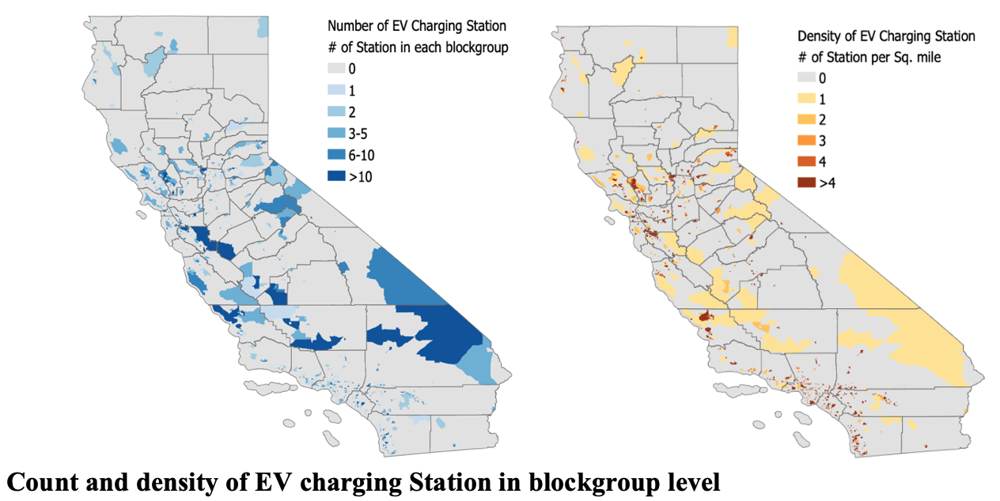 Number of EV Charging Station
# of Station in each blockgroup
0
1
2
3-5
6-10
>10
Density of EV Charging Station
# of Station per Sq. mile
0
1
2
3
4
>4
Count and density of EV charging Station in blockgroup level